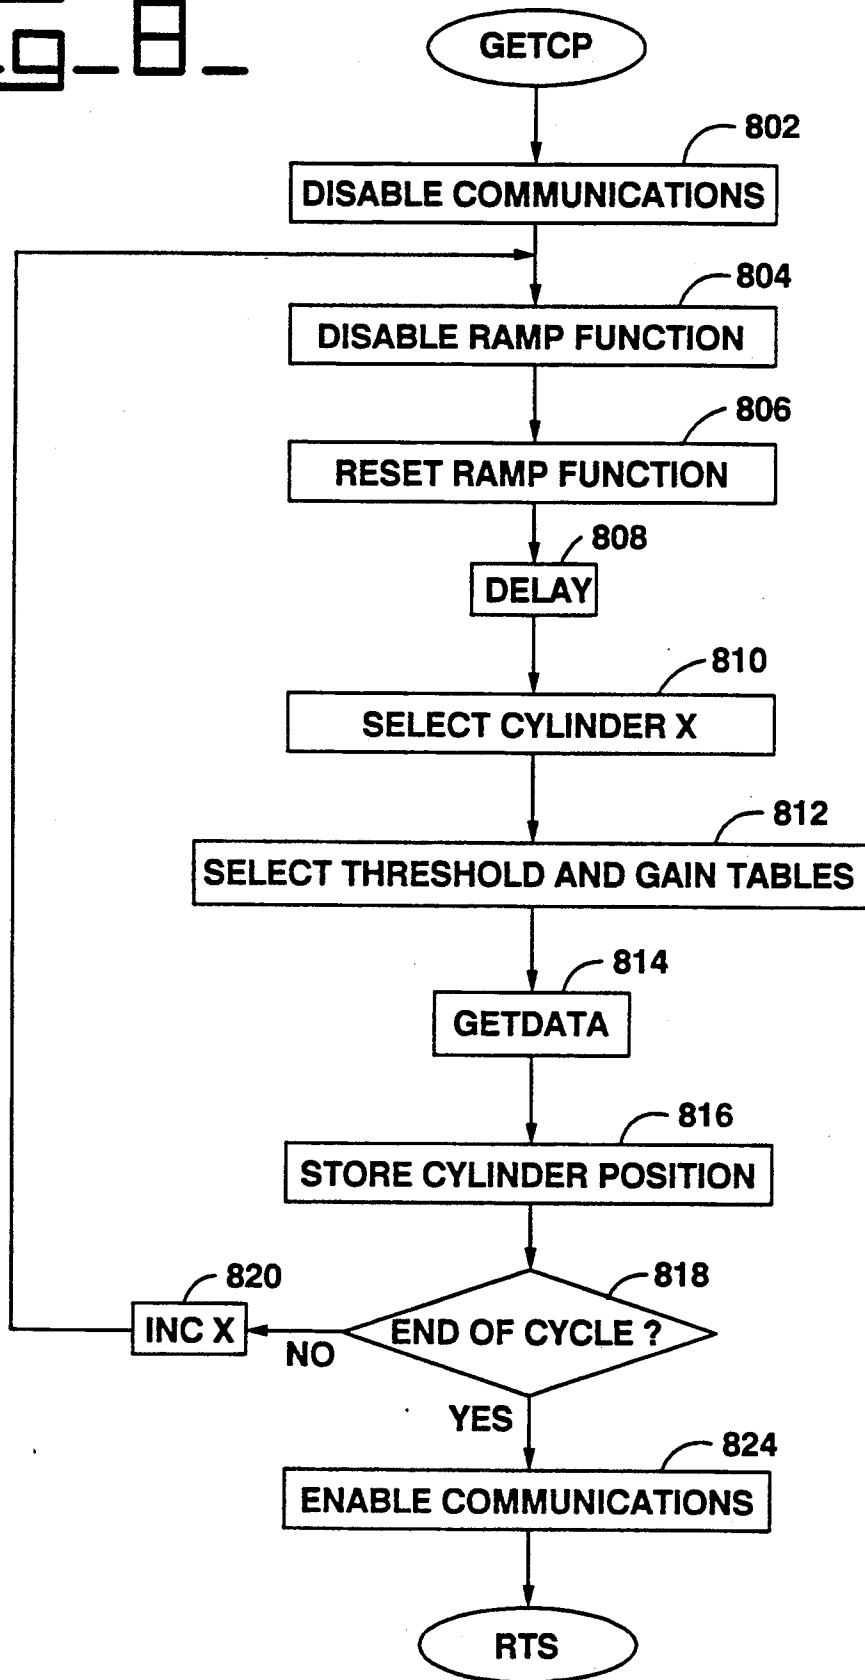 g_8_
GETCP
802
DISABLE COMMUNICATIONS
804
DISABLE RAMP FUNCTION
806
RESET RAMP FUNCTION
808
DELAY
810
SELECT CYLINDER X
812
SELECT THRESHOLD AND GAIN TABLES
814
GETDATA
816
STORE CYLINDER POSITION
818
END OF CYCLE ?
820
INC X
NO
YES
824
ENABLE COMMUNICATIONS
RTS